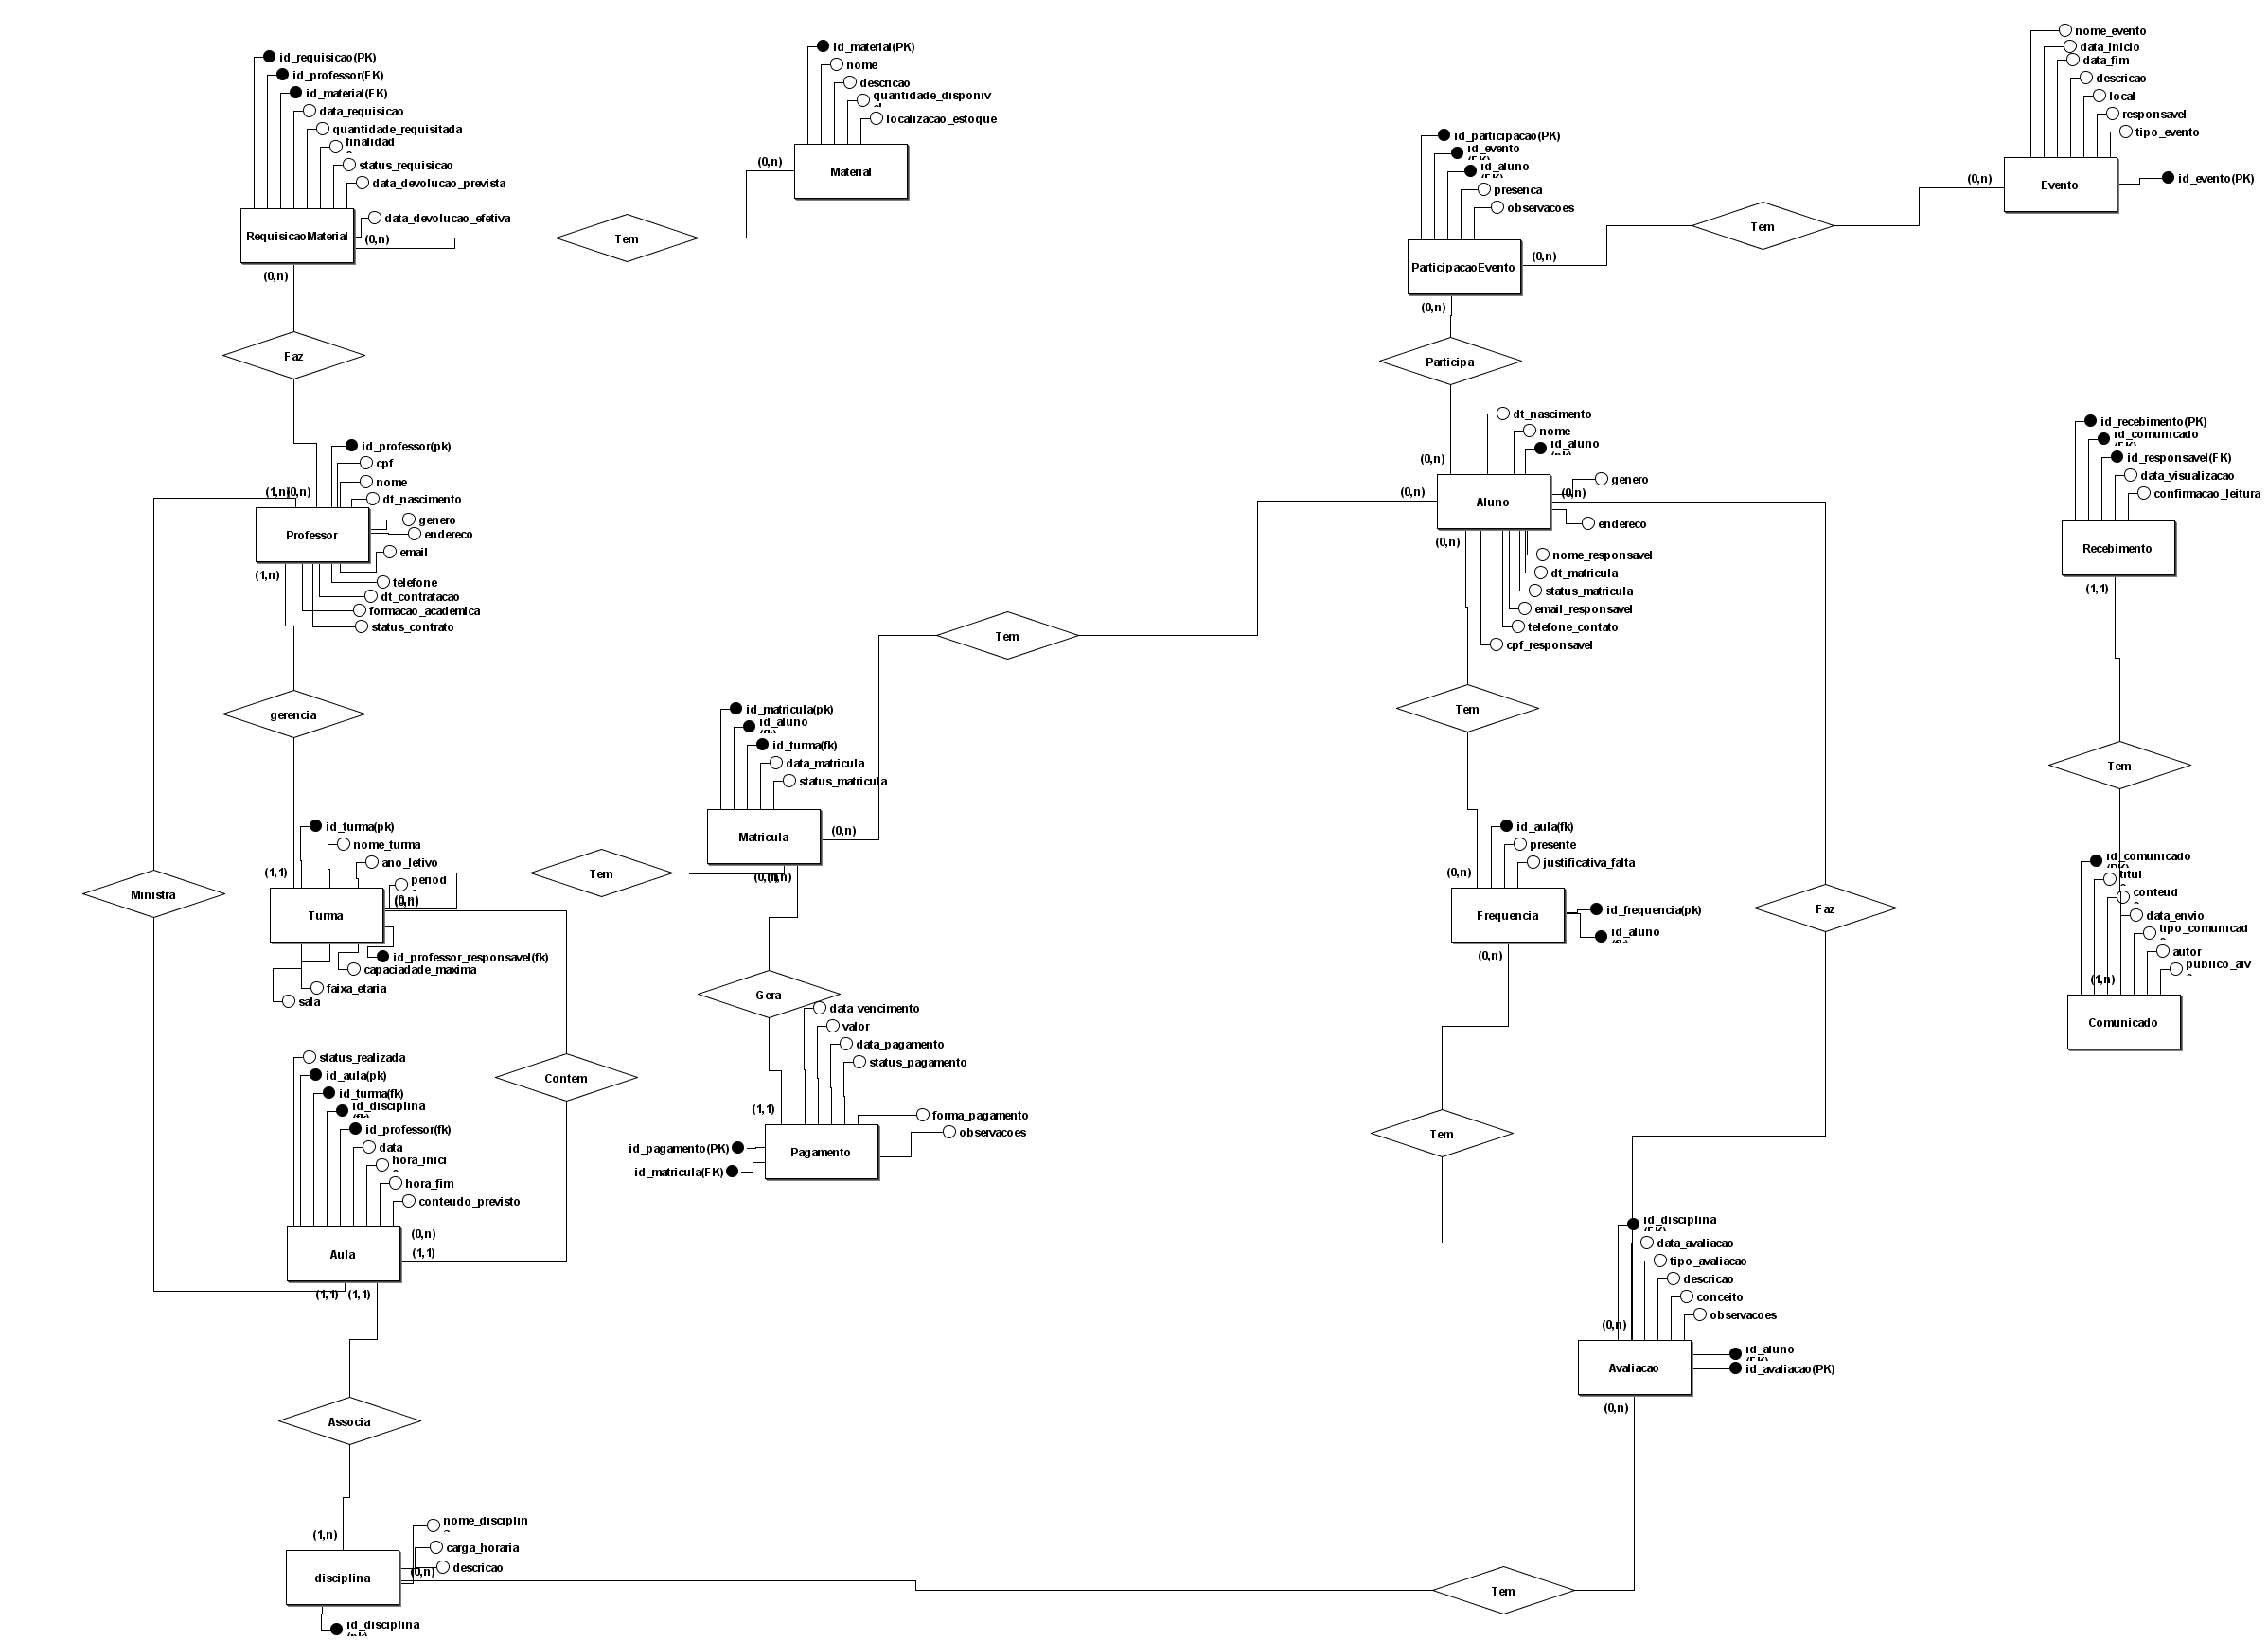 id_requisicao(PK)
id_professor(FK)
id_material(FK)
data_requisicao
quantidade_requisitada
finalidad
status_requisicao
data_devolucao_prevista
data_devolucao_efetiva
RequisicaoMaterial
(0,n)
(0,n)
Tem
(0,n)
id_material(PK)
nome
descricao
quantidade_disponiv
localizacao_estoque
Material
Faz
id_professor(pk)
cpf
nome
dt_nascimento
genero
endereco
email
telefone
dt_contratacao
formacao_academica
status_contrato
(1,n)
(0,n)
Professor
(1,n)
gerencia
Ministra
(1,1)
id_turma(pk)
nome_turma
ano_letivo
period
(0,n)
Turma
id_professor_responsavel(fk)
capaciadade_maxima
faixa_etaria
sala
Tem
id_matricula(pk)
id_aluno
id_turma(fk)
data_matricula
status_matricula
Matricula
(0,n)
Tem
(0,n)
Gera
data_vencimento
valor
data_pagamento
status_pagamento
forma_pagamento
observacoes
(1,1)
id_pagamento(PK)
id_matricula(FK)
Pagamento
Contem
status_realizada
id_aula(pk)
id_turma(fk)
id_disciplina
id_professor(fk)
data
hora_inici
hora_fim
conteudo_previsto
Aula
(0,n)
(1,1)
(1,1)
(1,1)
Associa
(1,n)
nome_disciplin
carga_horaria
descricao
(0,n)
disciplina
id_disciplina
Tem
id_participacao(PK)
id_evento
id_aluno
presenca
observacoes
ParticipacaoEvento
(0,n)
(0,n)
Tem
(0,n)
nome_evento
data_inicio
data_fim
descricao
local
responsavel
tipo_evento
Evento
id_evento(PK)
Participa
(0,n)
dt_nascimento
nome
id_aluno
genero
(0,n)
Aluno
endereco
(0,n)
nome_responsavel
dt_matricula
status_matricula
email_responsavel
telefone_contato
cpf_responsavel
Tem
id_aula(fk)
presente
justificativa_falta
(0,n)
Frequencia
id_frequencia(pk)
id_aluno
(0,n)
Tem
Faz
id_disciplina
data_avaliacao
tipo_avaliacao
descricao
conceito
observacoes
(0,n)
Avaliacao
id_aluno
id_avaliacao(PK)
(0,n)
id_recebimento(PK)
id_comunicado
id_responsavel(FK)
data_visualizacao
confirmacao_leitura
Recebimento
(1,1)
Tem
id_comunicado
titul
conteud
data_envio
tipo_comunicad
autor
publico_alv
(1,n)
Comunicado